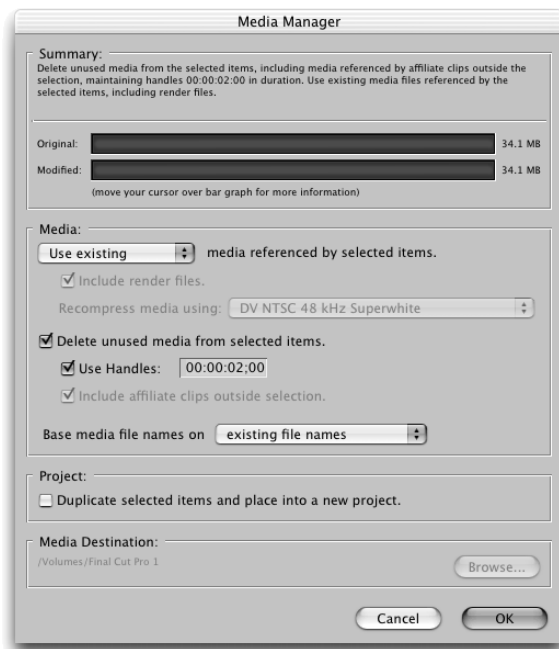 Media Manager
Summary:
Delete unused media from the selected items, including media referenced by affiliate clips outside the
selection, maintaining handles 00:00:02:00 in duration. Use existing media files referenced by the
selected items, including render files.
Original: 34.1 MB
Modified: 34.1 MB
(move your cursor over bar graph for more information)
Media:
Use existing media referenced by selected items.
Include render files.
Recompress media using: DV NTSC 48 kHz Superwhite
Delete unused media from selected items.
Use Handles: 00:00:02;00
Include affiliate clips outside selection.
Base media file names on existing file names
Project:
Duplicate selected items and place into a new project.
Media Destination:
/Volumes/Final Cut Pro 1
Browse...
Cancel OK